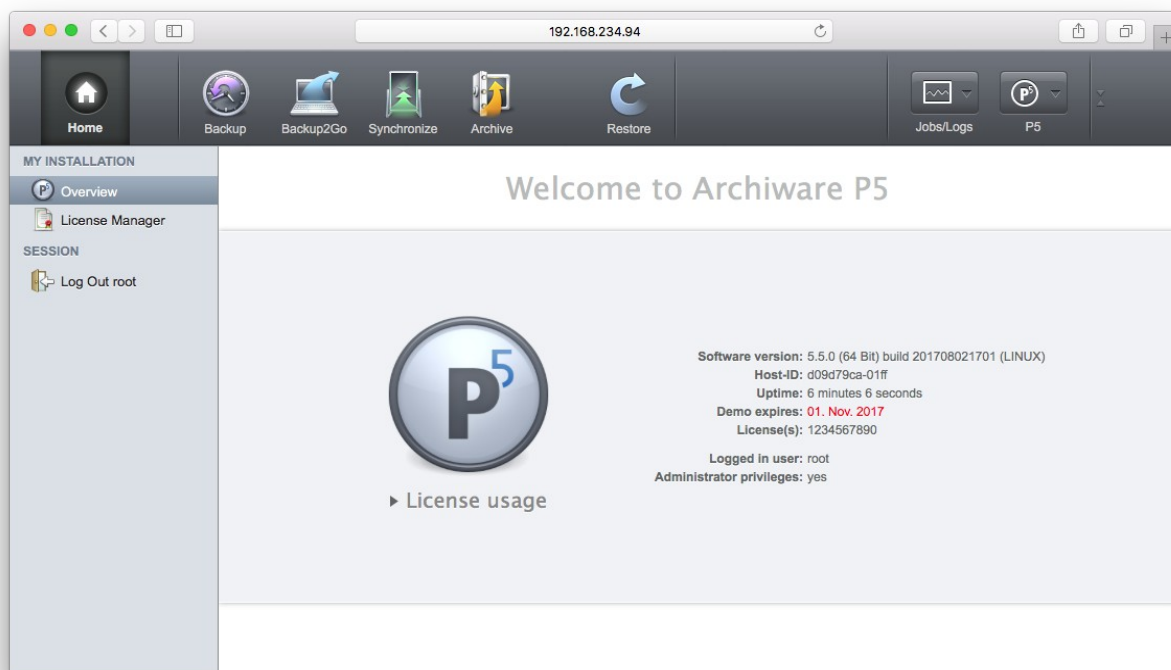 192.168.234.94
Home
Backup
Backup2Go
Synchronize
Archive
Restore
Jobs/Logs
P5
P5
MY INSTALLATION
P5 Overview
License Manager
SESSION
Log Out root
Welcome to Archiware P5
P5
License usage
Software version: 5.5.0 (64 Bit) build 201708021701 (LINUX)
Host-ID: d09d79ca-01ff
Uptime: 6 minutes 6 seconds
Demo expires: 01. Nov. 2017
License(s): 1234567890
Logged in user: root
Administrator privileges: yes